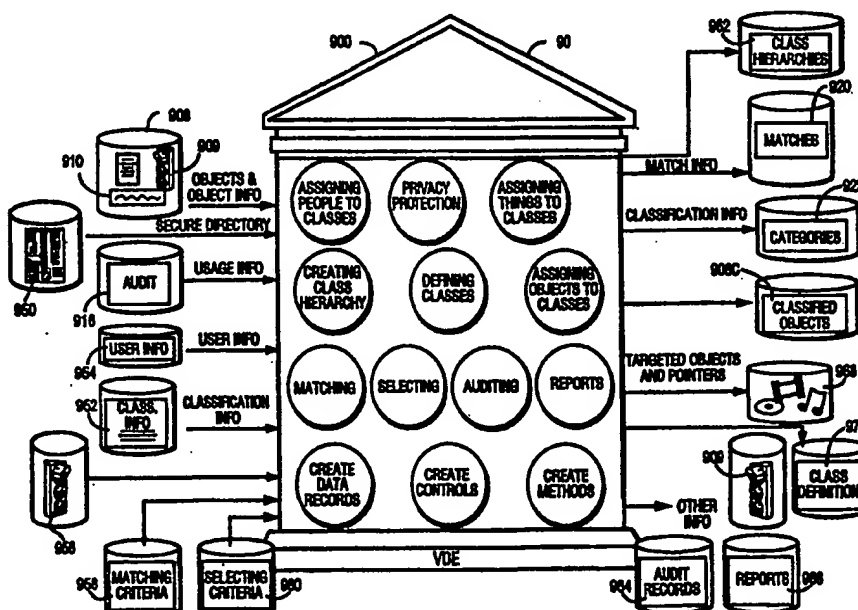 900
90
962
CLASS
HIERARCHIES
920
MATCHES
908
909
910
OBJECTS &
OBJECT INFO
SECURE DIRECTORY
950
AUDIT
916
USAGE INFO
USER INFO
954
USER INFO
CLASS.
INFO
952
CLASSIFICATION
INFO
956
MATCHING
CRITERIA
958
SELECTING
CRITERIA
960
ASSIGNING
PEOPLE TO
CLASSES
PRIVACY
PROTECTION
ASSIGNING
THINGS TO
CLASSES
CREATING
CLASS
HIERARCHY
DEFINING
CLASSES
ASSIGNING
OBJECTS TO
CLASSES
MATCHING
SELECTING
AUDITING
REPORTS
CREATE
DATA
RECORDS
CREATE
CONTROLS
CREATE
METHODS
VDE
MATCH INFO
CLASSIFICATION INFO
CATEGORIES
CLASSIFIED
OBJECTS
TARGETED OBJECTS
AND POINTERS
968
909
CLASS
DEFINITION
OTHER
INFO
AUDIT
RECORDS
964
REPORTS
966